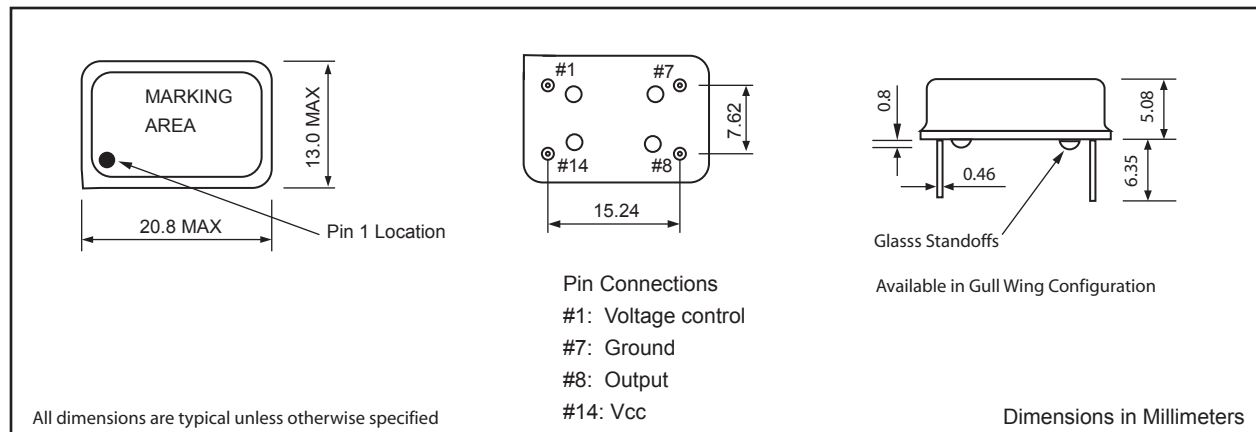 MARKING
AREA
13.0 MAX
20.8 MAX
Pin 1 Location
#1
#7
#14
#8
7.62
15.24
Pin Connections
#1: Voltage control
#7: Ground
#8: Output
#14: Vcc
0.8
5.08
0.46
6.35
Glasss Standoffs
Available in Gull Wing Configuration
All dimensions are typical unless otherwise specified
Dimensions in Millimeters